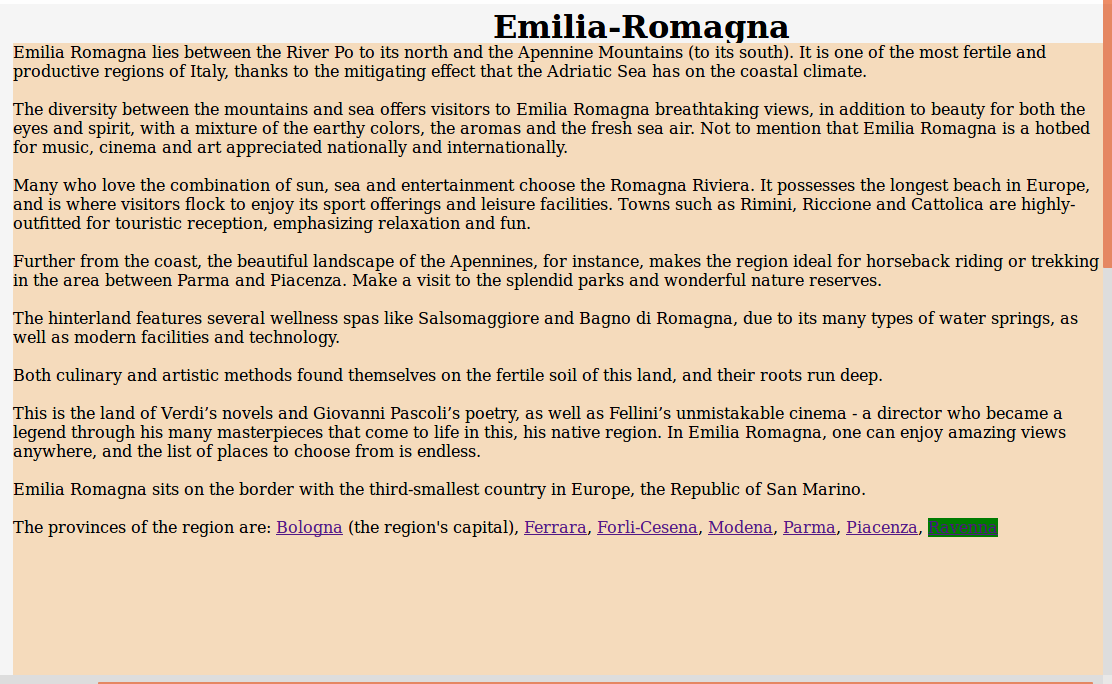 Emilia-Romagna
Emilia Romagna lies between the River Po to its north and the Apennine Mountains (to its south). It is one of the most fertile and
productive regions of Italy, thanks to the mitigating effect that the Adriatic Sea has on the coastal climate.
The diversity between the mountains and sea offers visitors to Emilia Romagna breathtaking views, in addition to beauty for both the
eyes and spirit, with a mixture of the earthy colors, the aromas and the fresh sea air. Not to mention that Emilia Romagna is a hotbed
for music, cinema and art appreciated nationally and internationally.
Many who love the combination of sun, sea and entertainment choose the Romagna Riviera. It possesses the longest beach in Europe,
and is where visitors flock to enjoy its sport offerings and leisure facilities. Towns such as Rimini, Riccione and Cattolica are highly-
outfitted for touristic reception, emphasizing relaxation and fun.
Further from the coast, the beautiful landscape of the Apennines, for instance, makes the region ideal for horseback riding or trekking
in the area between Parma and Piacenza. Make a visit to the splendid parks and wonderful nature reserves.
The hinterland features several wellness spas like Salsomaggiore and Bagno di Romagna, due to its many types of water springs, as
well as modern facilities and technology.
Both culinary and artistic methods found themselves on the fertile soil of this land, and their roots run deep.
This is the land of Verdi’s novels and Giovanni Pascoli’s poetry, as well as Fellini’s unmistakable cinema - a director who became a
legend through his many masterpieces that come to life in this, his native region. In Emilia Romagna, one can enjoy amazing views
anywhere, and the list of places to choose from is endless.
Emilia Romagna sits on the border with the third-smallest country in Europe, the Republic of San Marino.
The provinces of the region are: Bologna (the region's capital), Ferrara, Forli-Cesena, Modena, Parma, Piacenza, Ravenna